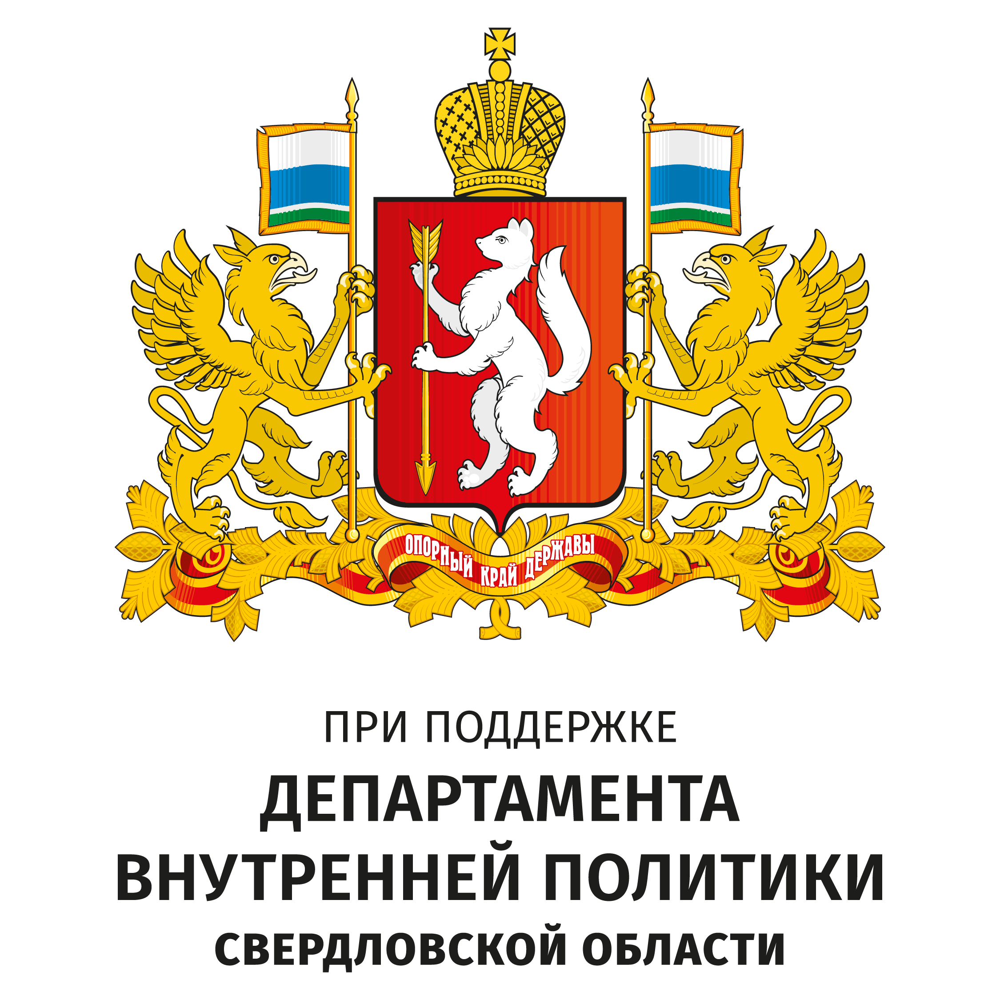 ОПОРНЫЙ КРАЙ ДЕРЖАВЫ
ПРИ ПОДДЕРЖКЕ
ДЕПАРТАМЕНТА
ВНУТРЕННЕЙ ПОЛИТИКИ
СВЕРДЛОВСКОЙ ОБЛАСТИ